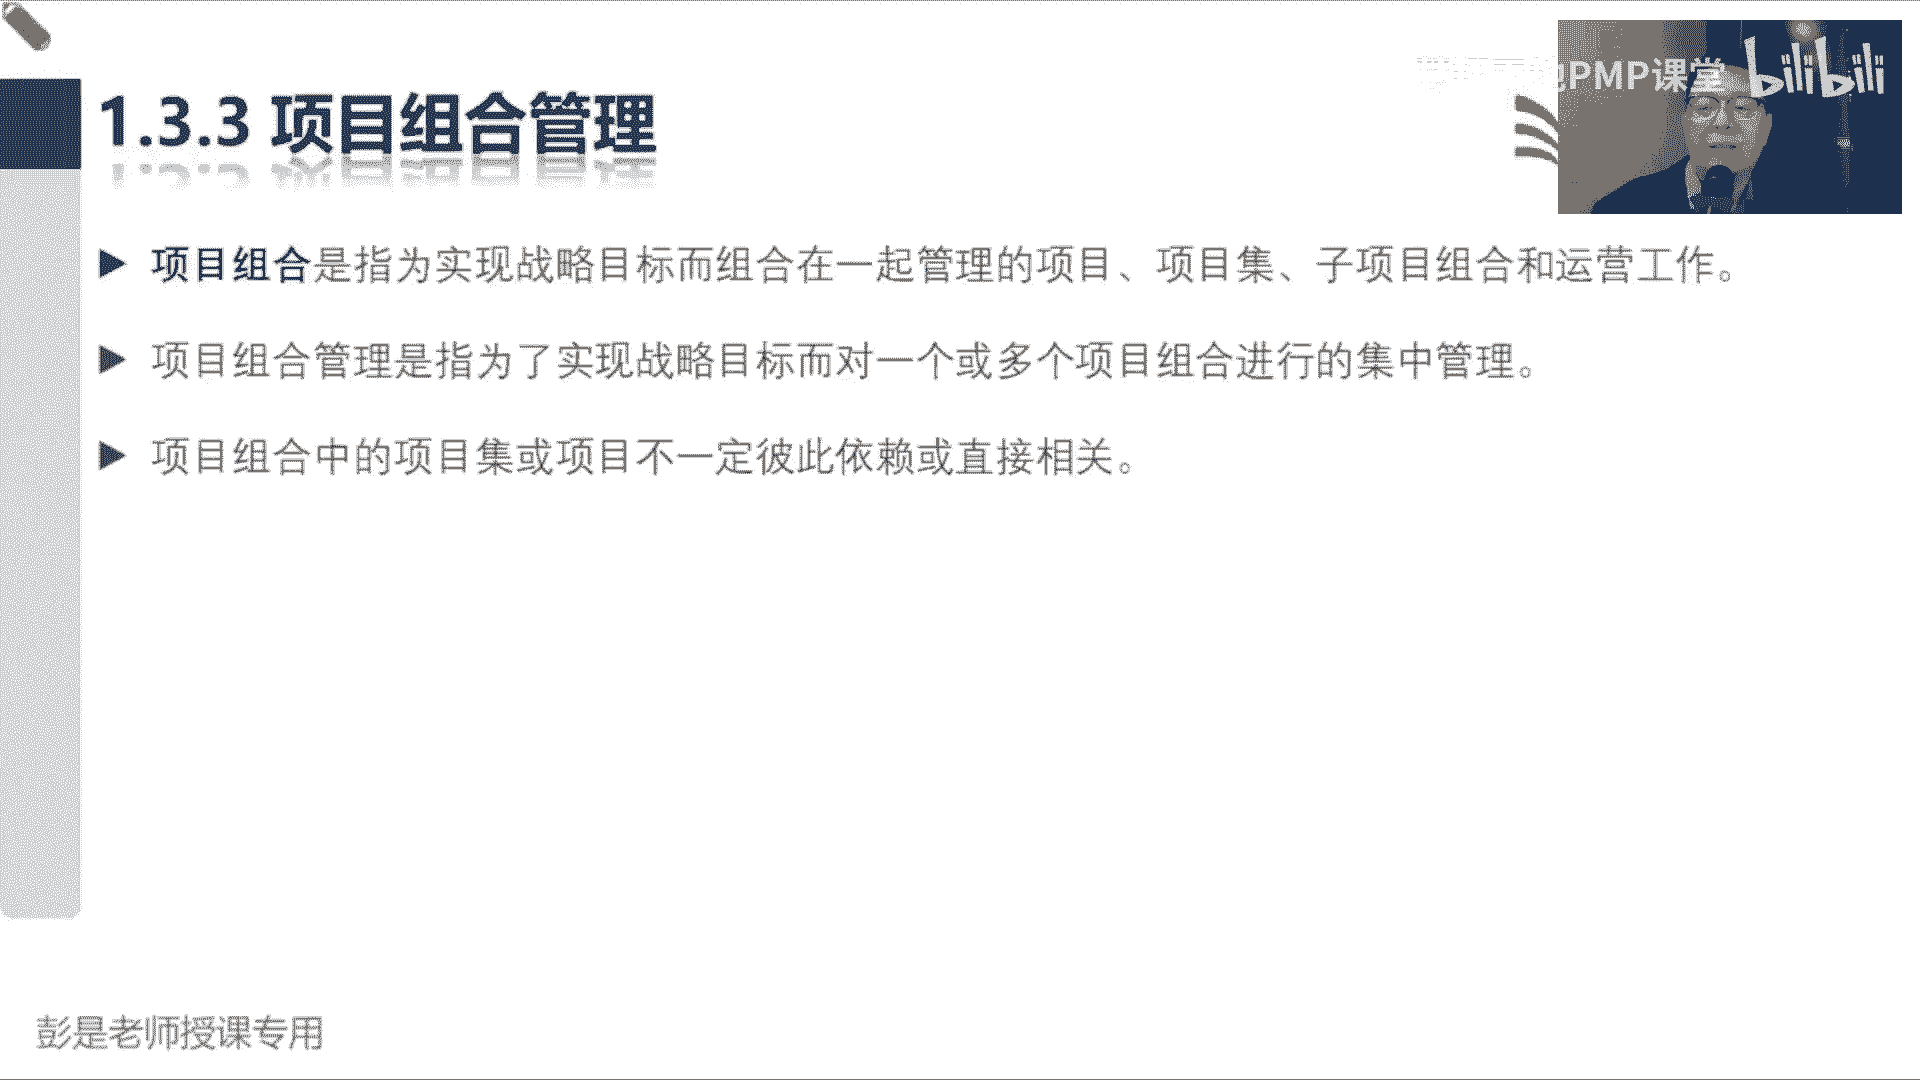 PMP课堂 bilibili
1.3.3 项目组合管理
项目组合是指为实现战略目标而组合在一起管理的项目、项目集、子项目组合和运营工作。
项目组合管理是指为了实现战略目标而对一个或多个项目组合进行的集中管理。
项目组合中的项目集或项目不一定彼此依赖或直接相关。
彭是老师授课专用